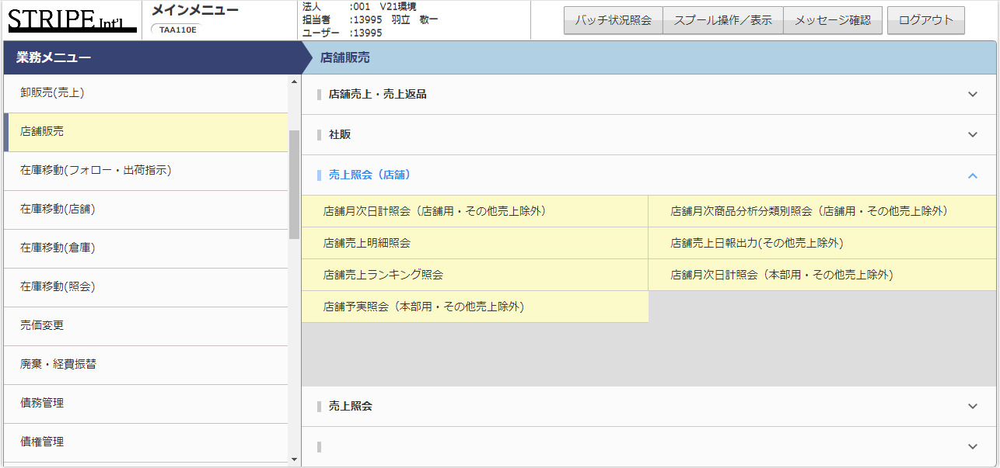 STRIPE Int'l
メインメニュー
TAA110E
法人 :001 V21環境
担当者 :13995 羽立 敬一
ユーザー :13995
バッチ状況照会 スプール操作／表示 メッセージ確認 ログアウト
業務メニュー
店舗販売
卸販売(売上)
店舗販売
在庫移動(フォロー・出荷指示)
在庫移動(店舗)
在庫移動(倉庫)
在庫移動(照会)
売価変更
廃棄・経費振替
債務管理
債権管理
店舗売上・売上返品
社販
売上照会（店舗）
店舗月次日計照会（店舗用・その他売上除外） 店舗月次商品分析分類別照会（店舗用・その他売上除外）
店舗売上明細照会 店舗売上日報出力(その他売上除外)
店舗売上ランキング照会 店舗月次日計照会（本部用・その他売上除外)
店舗予実照会（本部用・その他売上除外)
売上照会